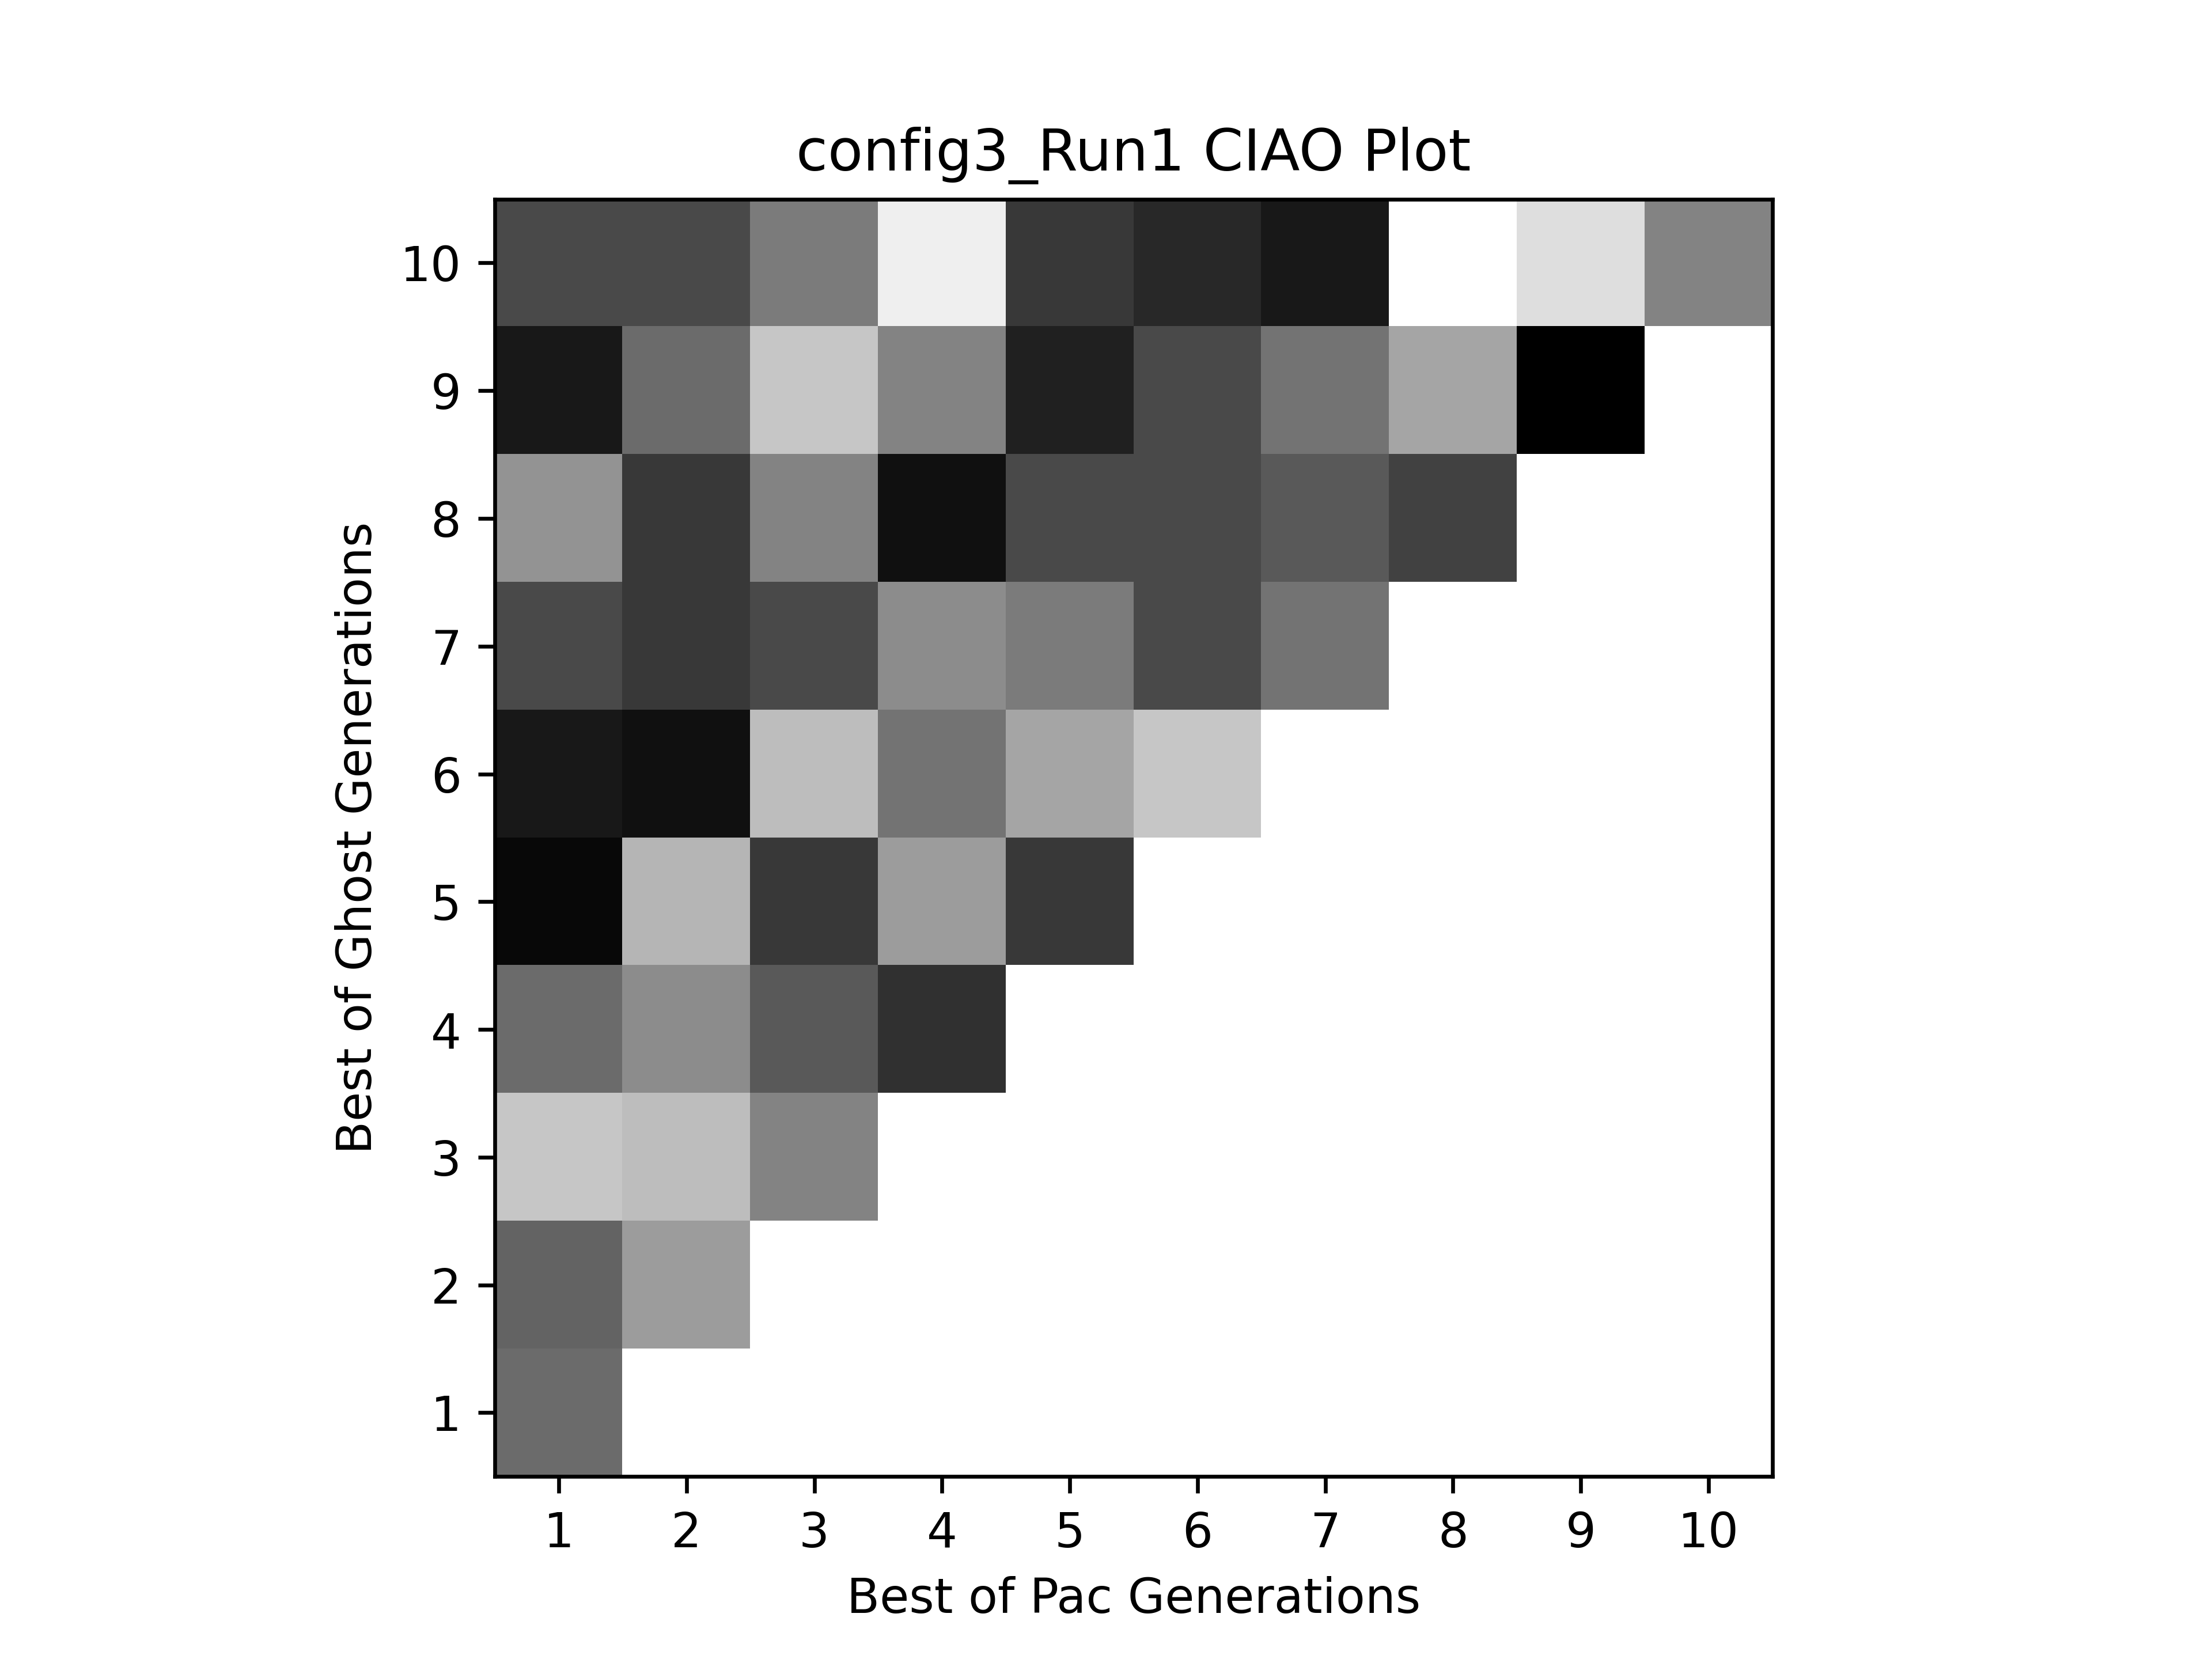 config3_Run1 CIAO Plot
Best of Ghost Generations
10
9
8
7
6
5
4
3
2
1
1 2 3 4 5 6 7 8 9 10
Best of Pac Generations